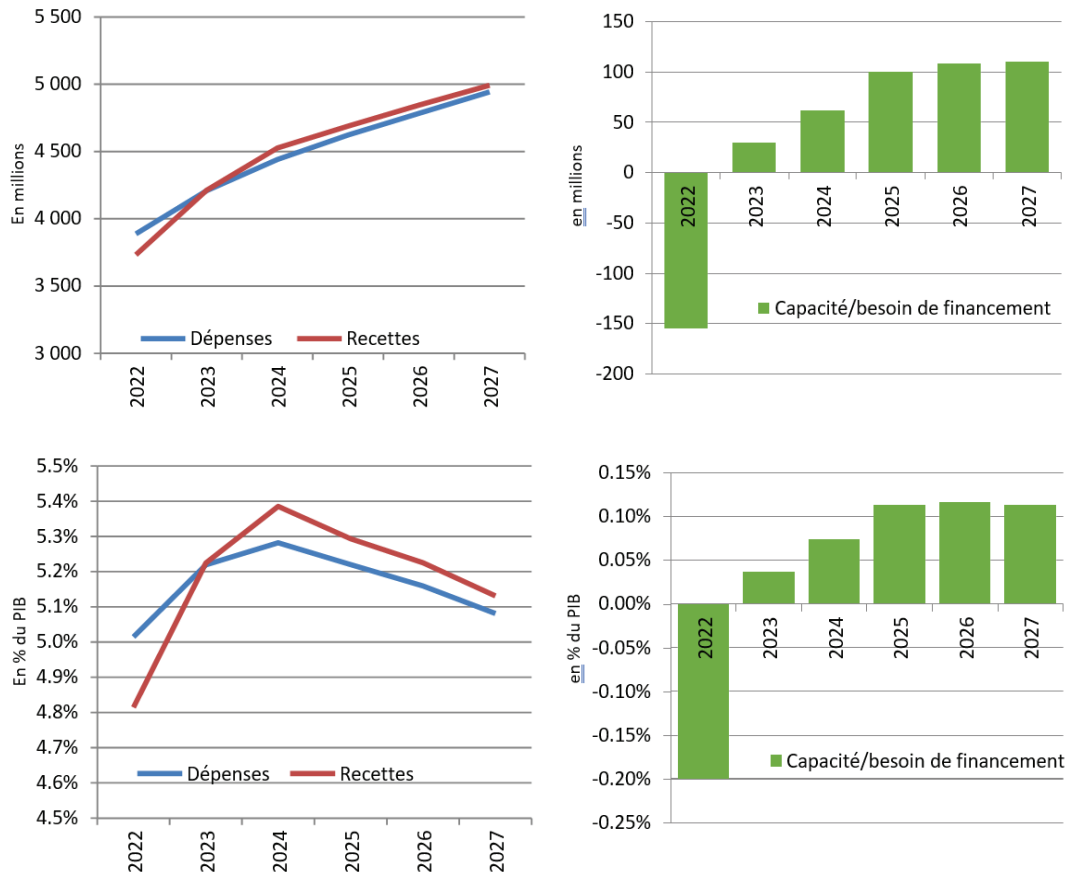 5 500
5 000
4 500
4 000
3 500
3 000
En millions
Dépenses Recettes
2022 2023 2024 2025 2026 2027
150
100
50
0
-50
-100
-150
-200
en millions
2022 2023 2024 2025 2026 2027
Capacité/besoin de financement
5.5%
5.4%
5.3%
5.2%
5.1%
5.0%
4.9%
4.8%
4.7%
4.6%
4.5%
En % du PIB
Dépenses Recettes
2022 2023 2024 2025 2026 2027
0.15%
0.10%
0.05%
0.00%
-0.05%
-0.10%
-0.15%
-0.20%
-0.25%
en % du PIB
2022 2023 2024 2025 2026 2027
Capacité/besoin de financement